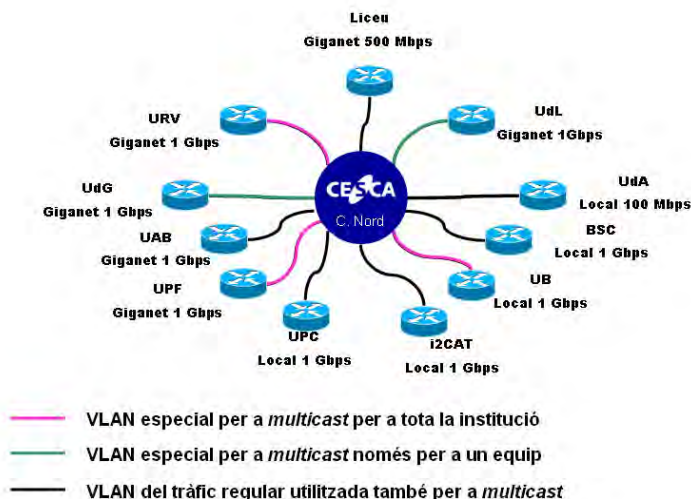 Liceu
Giganet 500 Mbps
URV
Giganet 1 Gbps
UdL
Giganet 1Gbps
UdG
Giganet 1 Gbps
CESCA
C. Nord
UdA
Local 100 Mbps
UAB
Giganet 1 Gbps
BSC
Local 1 Gbps
UPF
Giganet 1 Gbps
UB
Local 1 Gbps
UPC
Local 1 Gbps
i2CAT
Local 1 Gbps
VLAN especial per a multicast per a tota la institució
VLAN especial per a multicast només per a un equip
VLAN del tràfic regular utilitzada també per a multicast